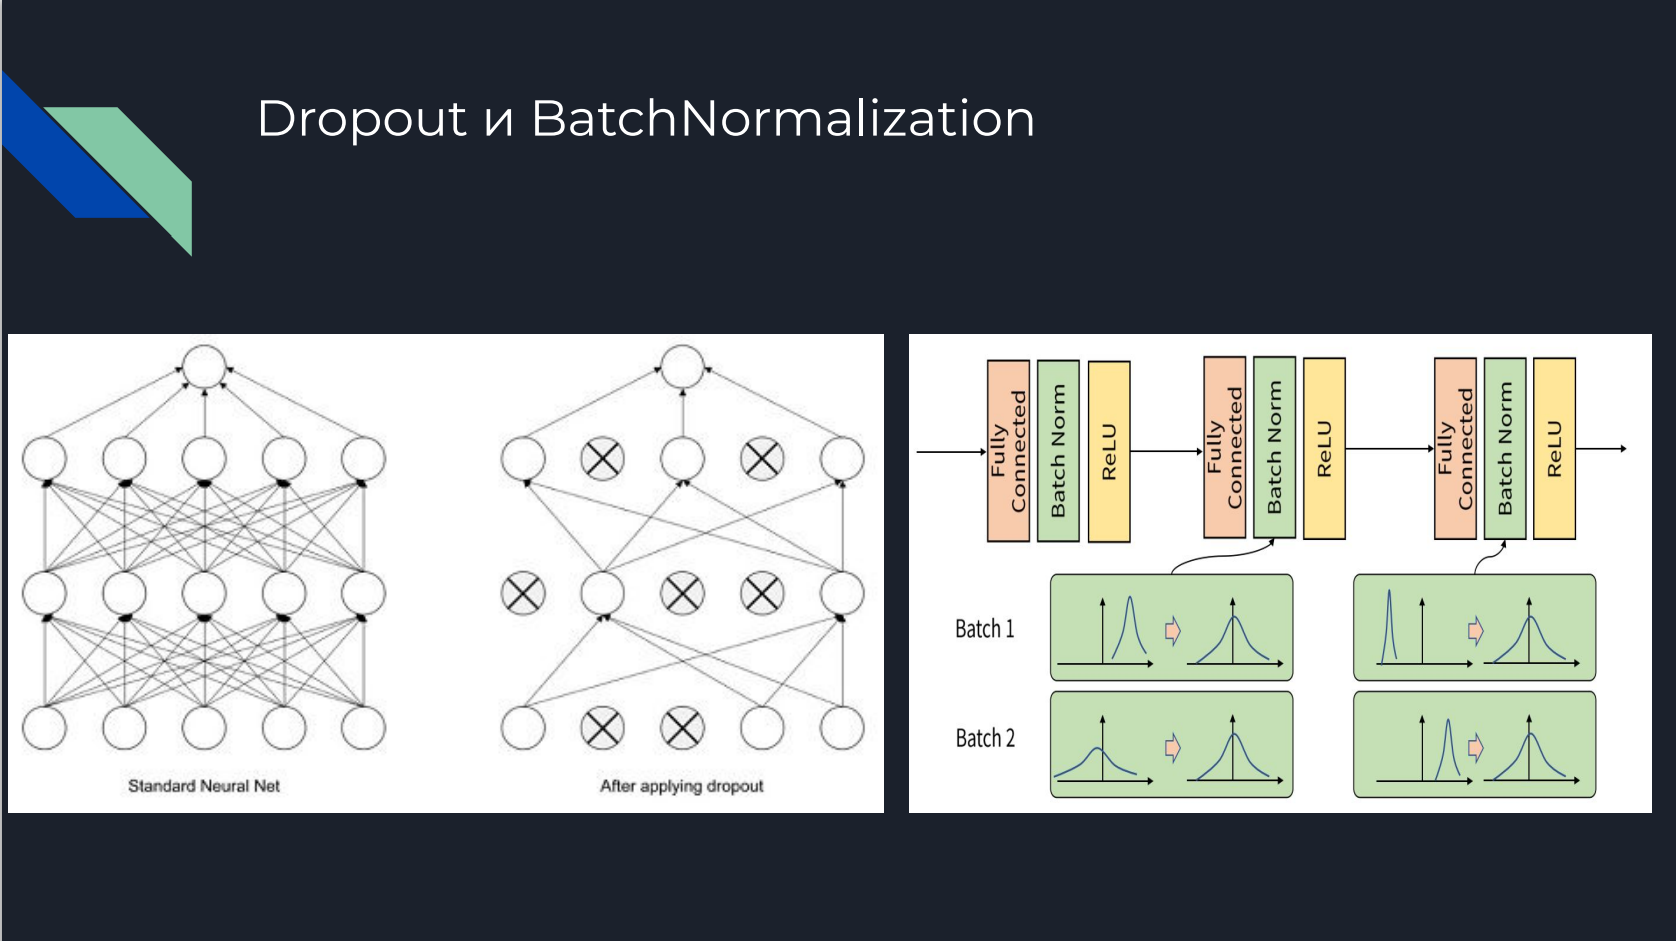 Dropout и BatchNormalization
Standard Neural Net
After applying dropout
Fully
Connected
Batch Norm
ReLU
Fully
Connected
Batch Norm
ReLU
Fully
Connected
Batch Norm
ReLU
Batch 1
Batch 2